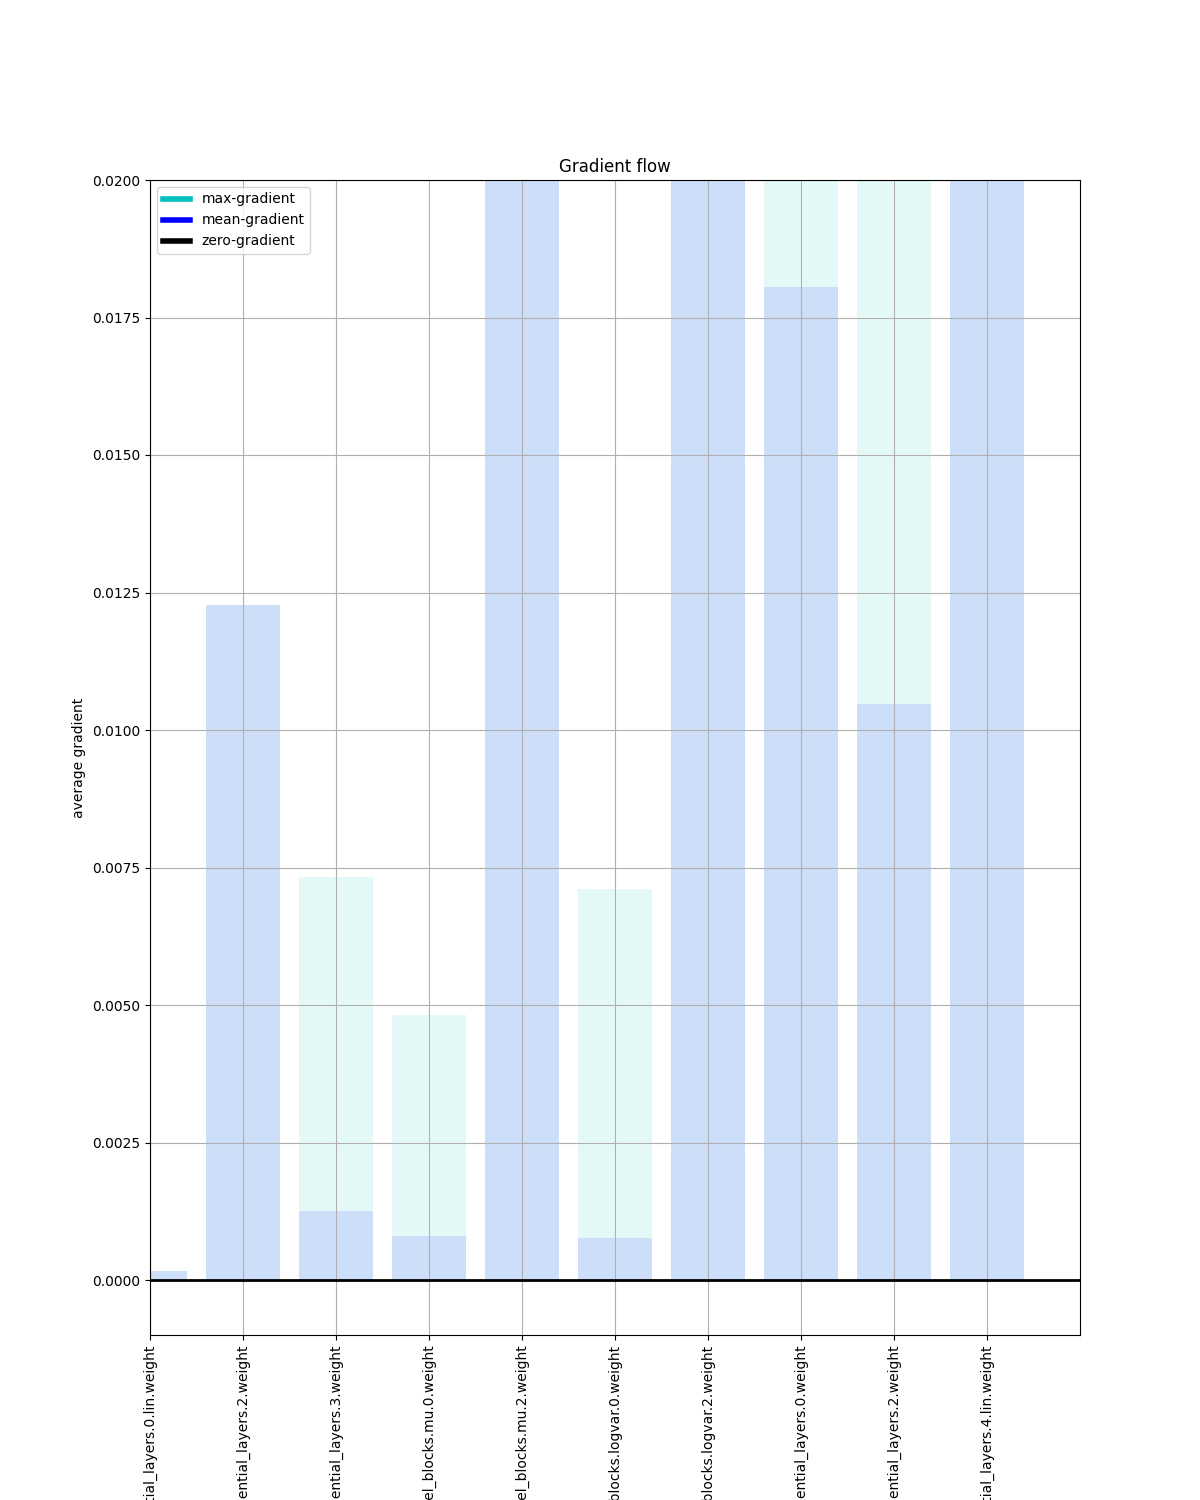 Gradient flow
max-gradient
mean-gradient
zero-gradient
0.0200
0.0175
0.0150
0.0125
0.0100
0.0075
0.0050
0.0025
0.0000
average gradient
tial_layers.0.lin.weight
ential_layers.2.weight
ential_layers.3.weight
el_blocks.mu.0.weight
el_blocks.mu.2.weight
blocks.logvar.0.weight
blocks.logvar.2.weight
ential_layers.0.weight
ential_layers.2.weight
tial_layers.4.lin.weight